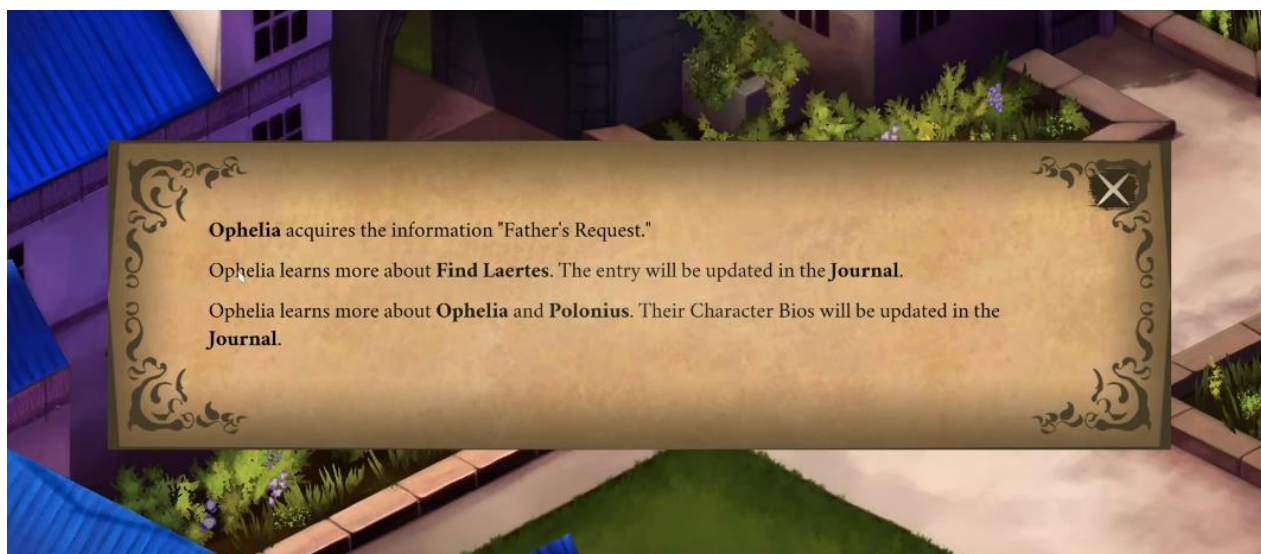 Ophelia acquires the information "Father's Request."
Ophelia learns more about Find Laertes. The entry will be updated in the Journal.
Ophelia learns more about Ophelia and Polonius. Their Character Bios will be updated in the
Journal.